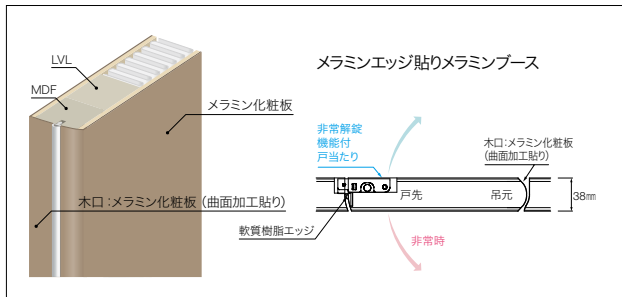 LVL
MDF
メラミン化粧板
木口：メラミン化粧板（曲面加工貼り）
メラミンエッジ貼りメラミンブース
非常解錠
機能付
戸当たり
木口：メラミン化粧板
（曲面加工貼り）
戸先
吊元
38㎜
軟質樹脂エッジ
非常時